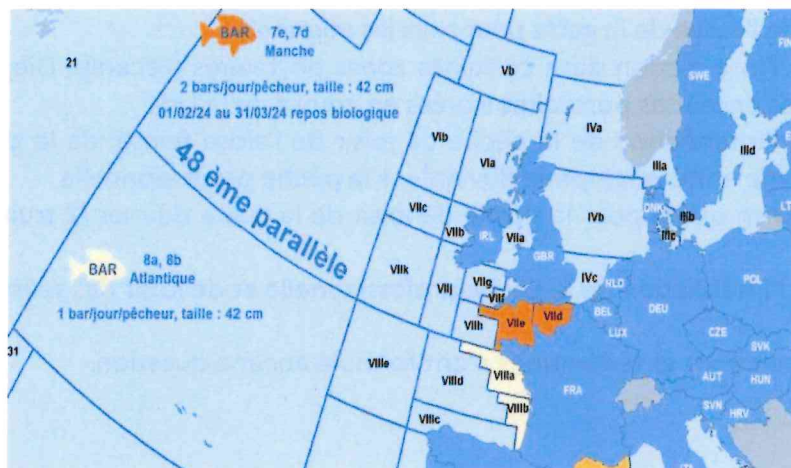 21
BAR
7e, 7d
Manche
2 bars/jour/pêcheur, taille : 42 cm
01/02/24 au 31/03/24 repos biologique
48 éme parallèle
BAR
8a, 8b
Atlantique
1 bar/jour/pêcheur, taille : 42 cm
31
Vb
IVa
VIb
VIa
IIIa
IIId
VIIc
VIIb
VIIa
IVb
IIIb
IIIc
VIIk
VIIj
VIIg
VIIf
IVc
VIIh
VIIe
VIId
VIIIe
VIIId
VIIIa
VIIIb
VIIIc
SWE
FIN
DNK
IRL
GBR
NLD
BEL
LUX
DEU
POL
CZE
SVK
AUT
HUN
SVN
HRV
FRA
ITA